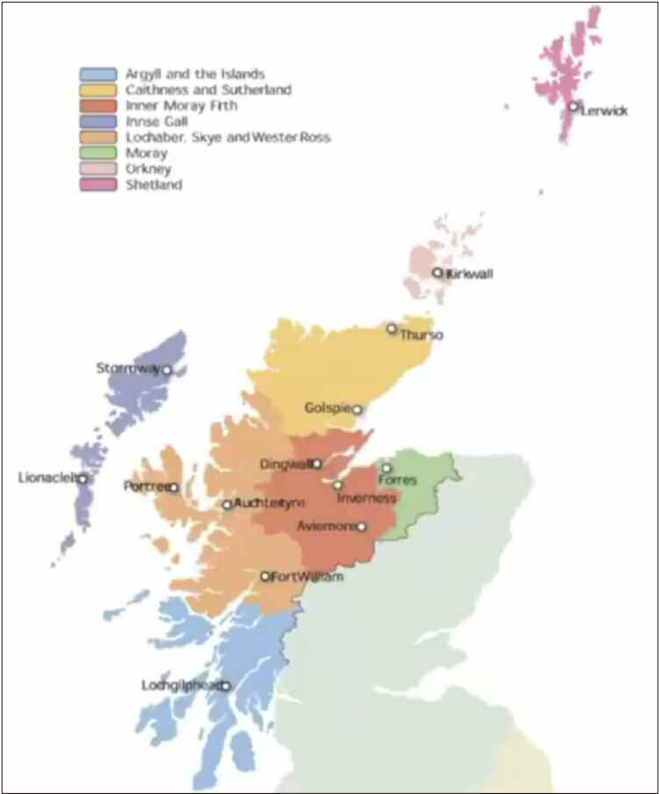 Argyll and the Islands
Caithness and Sutherland
Inner Moray Firth
Innse Gall
Lochaber, Skye and Wester Ross
Moray
Orkney
Shetland
Lerwick
Kirkwall
Thurso
Stornoway
Golspie
Dingwall
Forres
Lionacleit
Portree
Inverness
Auchtertyre
Aviemore
Fort William
Lochgilphead